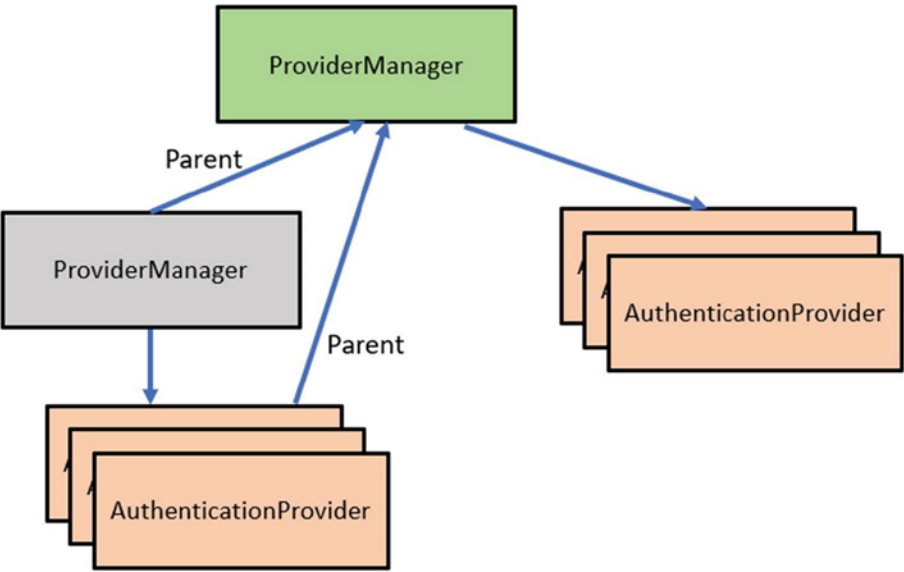 ProviderManager
Parent
ProviderManager
AuthenticationProvider
Parent
AuthenticationProvider